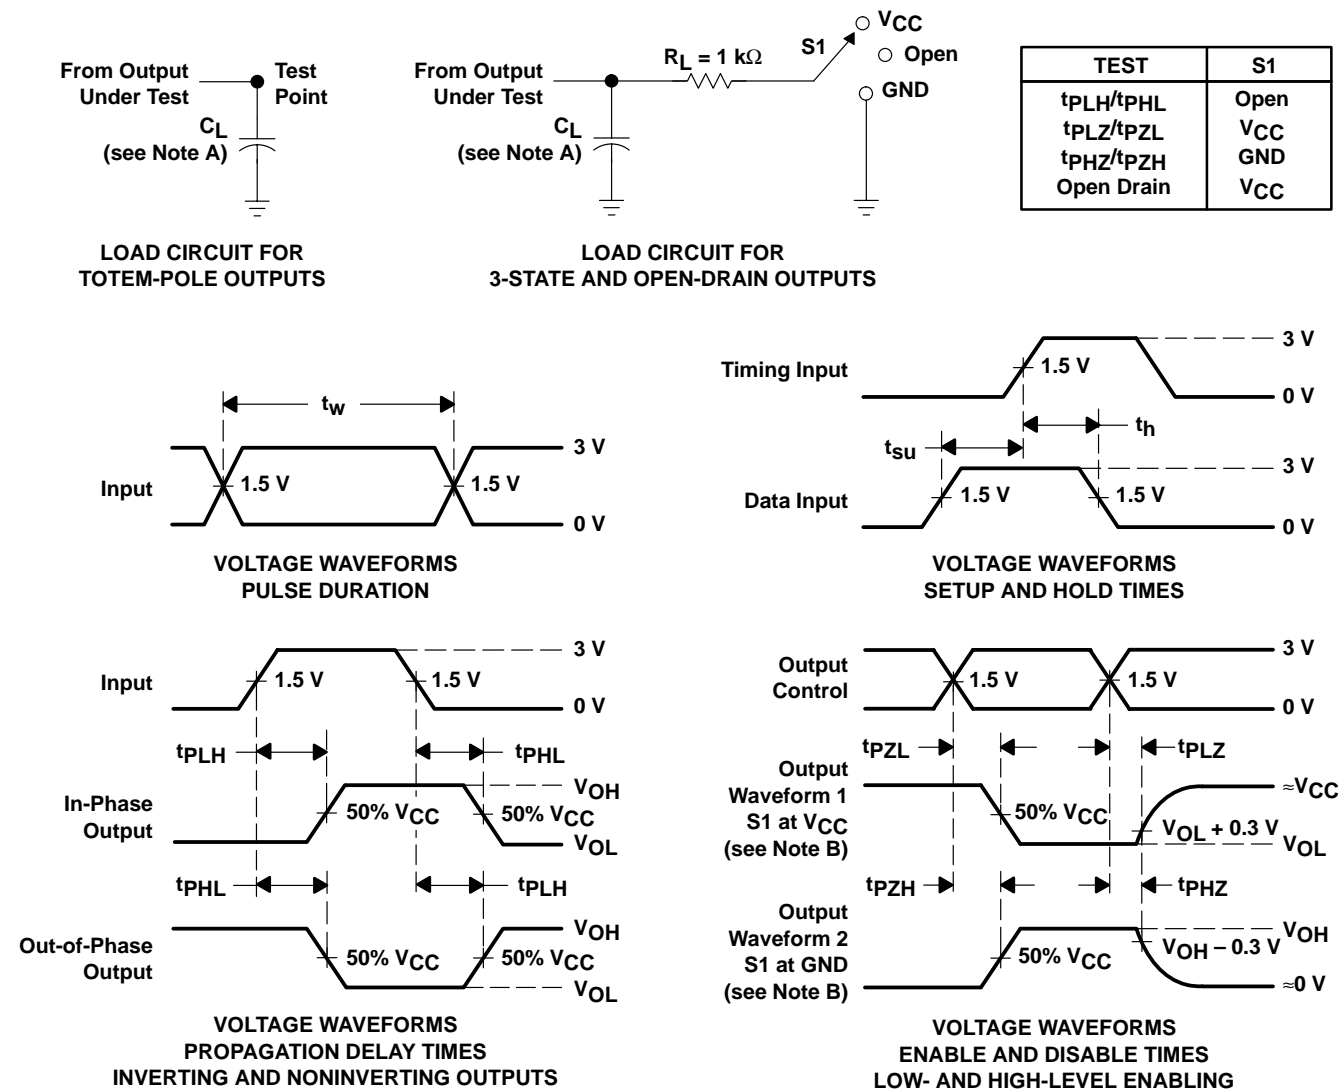 From Output
Under Test
Test
Point
CL
(see Note A)
LOAD CIRCUIT FOR
TOTEM-POLE OUTPUTS
From Output
Under Test
CL
(see Note A)
RL = 1 kΩ
S1
VCC
Open
GND
LOAD CIRCUIT FOR
3-STATE AND OPEN-DRAIN OUTPUTS
TEST S1
tPLH/tPHL Open
tPLZ/tPZL VCC
tPHZ/tPZH GND
Open Drain VCC
tw
Input
1.5 V
1.5 V
3 V
0 V
VOLTAGE WAVEFORMS
PULSE DURATION
Timing Input
1.5 V
3 V
0 V
tsu
th
Data Input
1.5 V
1.5 V
3 V
0 V
VOLTAGE WAVEFORMS
SETUP AND HOLD TIMES
Input
1.5 V
1.5 V
3 V
0 V
tPLH
tPHL
In-Phase
Output
50% VCC
50% VCC
VOH
VOL
tPHL
tPLH
Out-of-Phase
Output
50% VCC
50% VCC
VOH
VOL
VOLTAGE WAVEFORMS
PROPAGATION DELAY TIMES
INVERTING AND NONINVERTING OUTPUTS
Output
Control
1.5 V
1.5 V
3 V
0 V
tPZL
tPLZ
Output
Waveform 1
S1 at VCC
(see Note B)
50% VCC
VOL + 0.3 V
≈VCC
VOL
tPZH
tPHZ
Output
Waveform 2
S1 at GND
(see Note B)
50% VCC
VOH − 0.3 V
VOH
≈0 V
VOLTAGE WAVEFORMS
ENABLE AND DISABLE TIMES
LOW- AND HIGH-LEVEL ENABLING